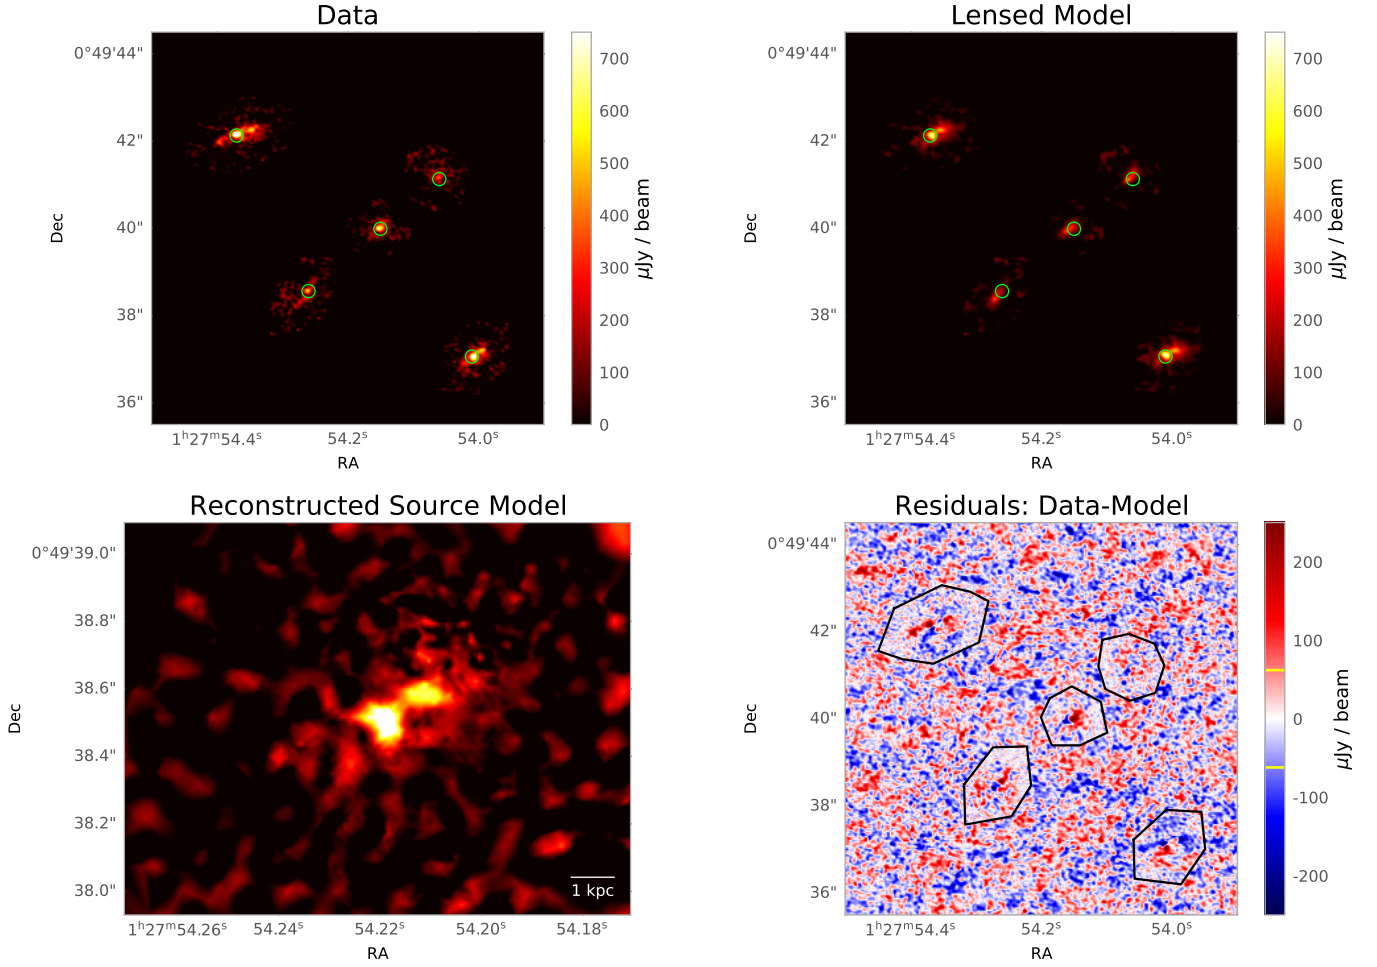 Data
Lensed Model
0°49'44"
42"
40"
38"
36"
Dec
1ʰ27ᵐ54.4ˢ
54.2ˢ
54.0ˢ
RA
700
600
500
400
300
200
100
0
μJy / beam
0°49'44"
42"
40"
38"
36"
Dec
1ʰ27ᵐ54.4ˢ
54.2ˢ
54.0ˢ
RA
700
600
500
400
300
200
100
0
μJy / beam
Reconstructed Source Model
Residuals: Data-Model
0°49'39.0"
38.8"
38.6"
38.4"
38.2"
38.0"
Dec
1 kpc
1ʰ27ᵐ54.26ˢ
54.24ˢ
54.22ˢ
54.20ˢ
54.18ˢ
RA
0°49'44"
42"
40"
38"
36"
Dec
1ʰ27ᵐ54.4ˢ
54.2ˢ
54.0ˢ
RA
200
100
0
-100
-200
μJy / beam